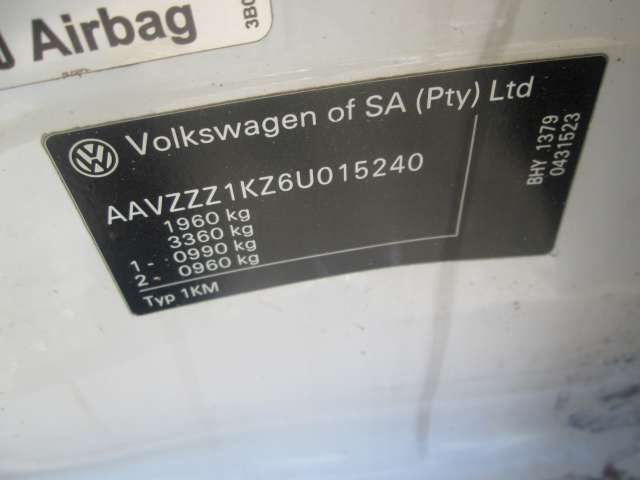 Airbag
Volkswagen of SA (Pty) Ltd
AAVZZZ1KZ6U015240
1960 kg
3360 kg
1- 0990 kg
2- 0960 kg
Typ 1KM
BHY 1379
0431523